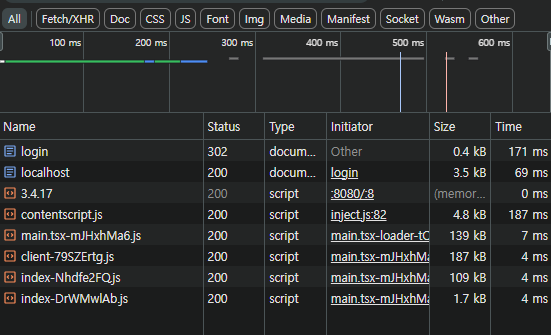 All Fetch/XHR Doc CSS JS Font Img Media Manifest Socket Wasm Other
100 ms 200 ms 300 ms 400 ms 500 ms 600 ms
Name Status Type Initiator Size Time
login 302 docum... Other 0.4 kB 171 ms
localhost 200 docum... login 3.5 kB 69 ms
3.4.17 200 script :8080/:8 (memor... 0 ms
contentscript.js 200 script inject.js:82 4.8 kB 187 ms
main.tsx-mJHxhMa6.js 200 script main.tsx-loader-tC 139 kB 7 ms
client-79SZErtg.js 200 script main.tsx-mJHxhMa 187 kB 4 ms
index-Nhdfe2FQ.js 200 script main.tsx-mJHxhMa 109 kB 4 ms
index-DrWMwlAb.js 200 script main.tsx-mJHxhMa 1.7 kB 4 ms